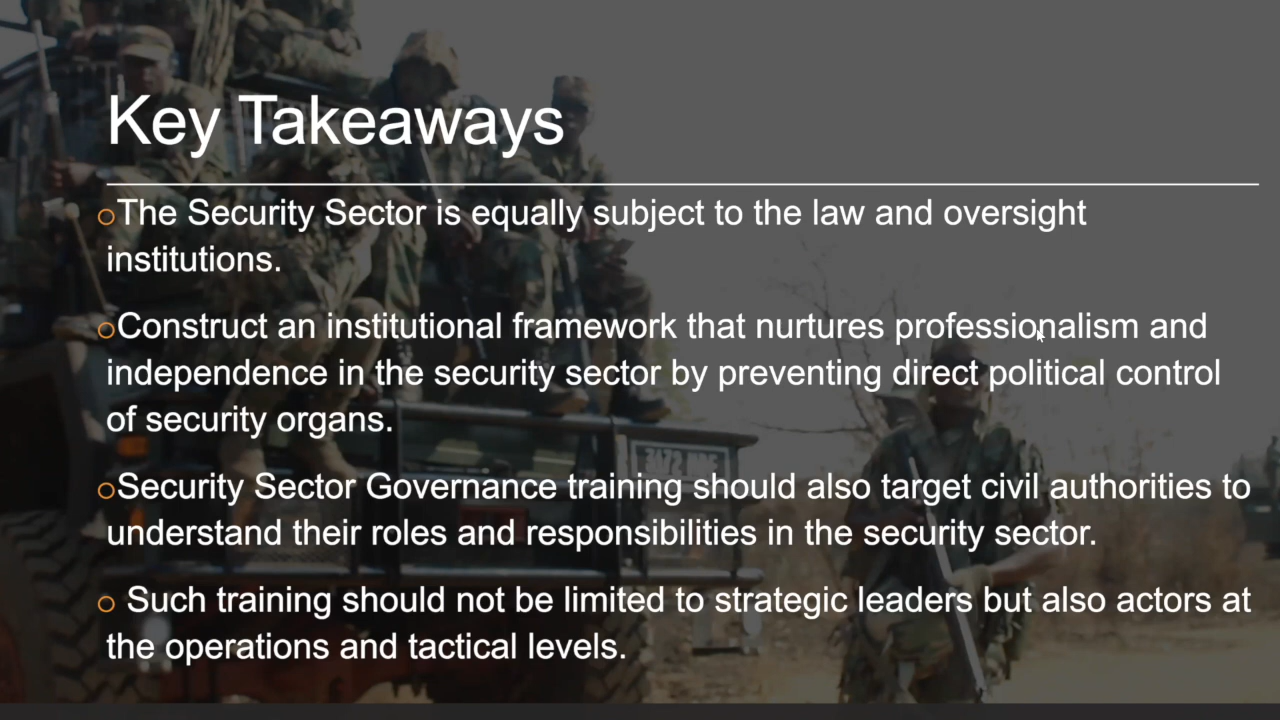 Key Takeaways
The Security Sector is equally subject to the law and oversight
institutions.
Construct an institutional framework that nurtures professionalism and
independence in the security sector by preventing direct political control
of security organs.
Security Sector Governance training should also target civil authorities to
understand their roles and responsibilities in the security sector.
Such training should not be limited to strategic leaders but also actors at
the operations and tactical levels.